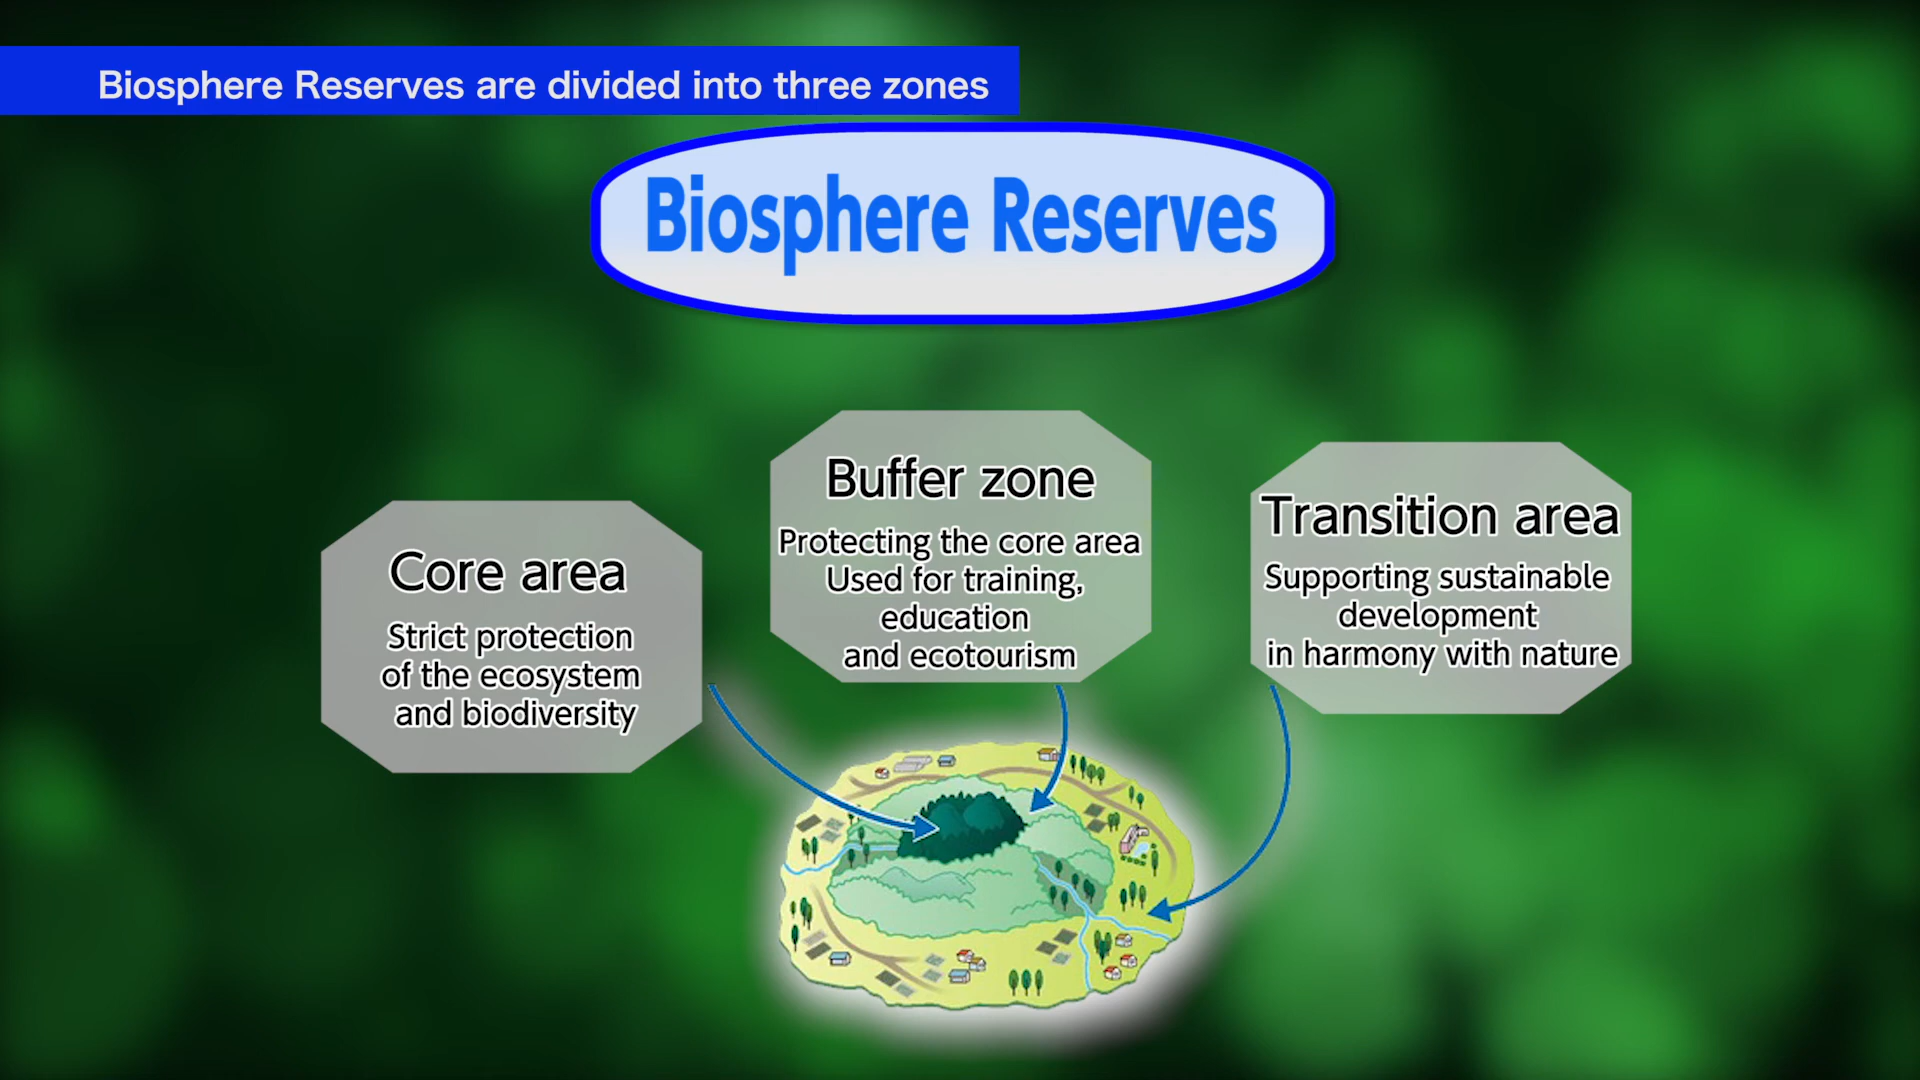 Biosphere Reserves are divided into three zones
Biosphere Reserves
Core area
Strict protection
of the ecosystem
and biodiversity
Buffer zone
Protecting the core area
Used for training,
education
and ecotourism
Transition area
Supporting sustainable
development
in harmony with nature